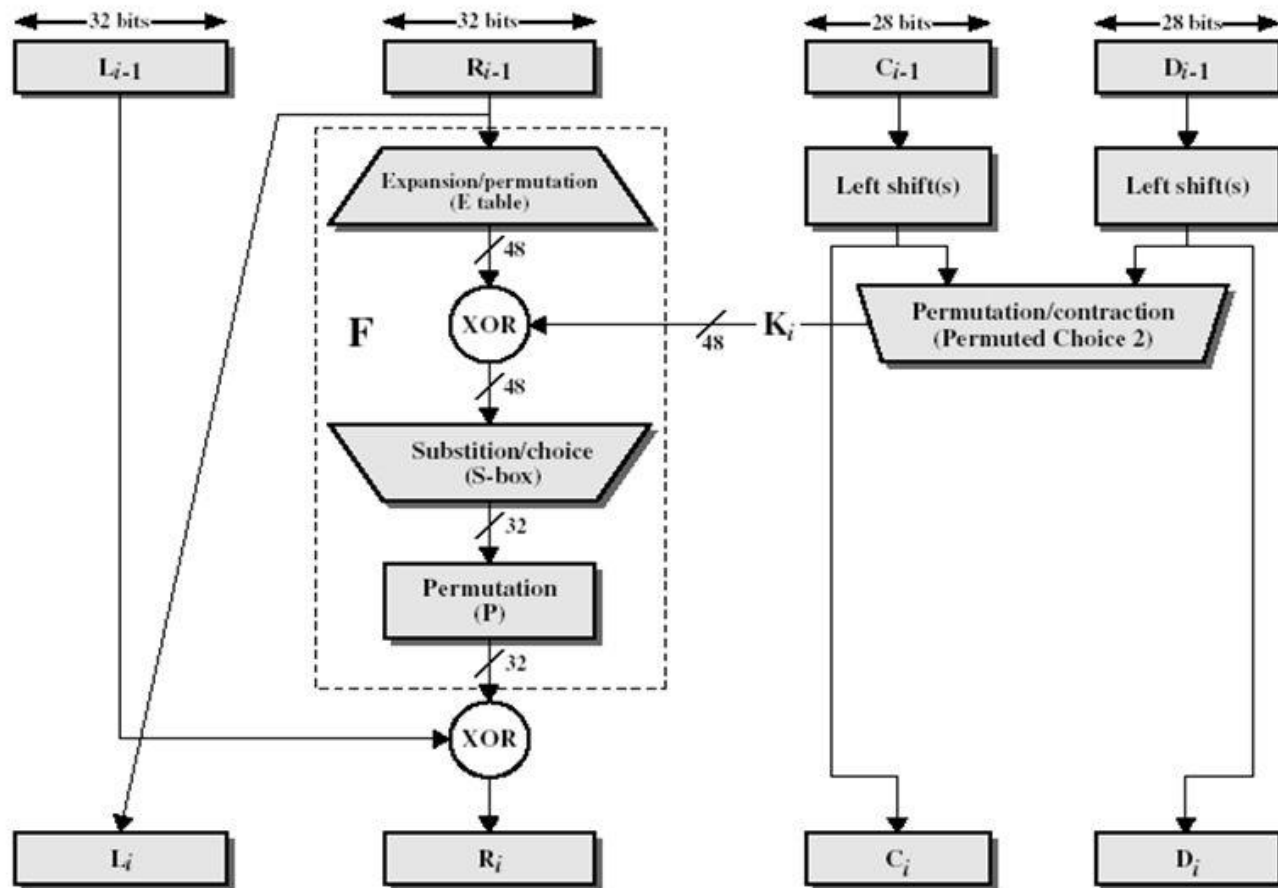 32 bits
32 bits
28 bits
28 bits
Li-1
Ri-1
Ci-1
Di-1
Expansion/permutation
(E table)
Left shift(s)
Left shift(s)
48
F
XOR
48
Ki
Permutation/contraction
(Permuted Choice 2)
48
Substition/choice
(S-box)
32
Permutation
(P)
32
XOR
Li
Ri
Ci
Di